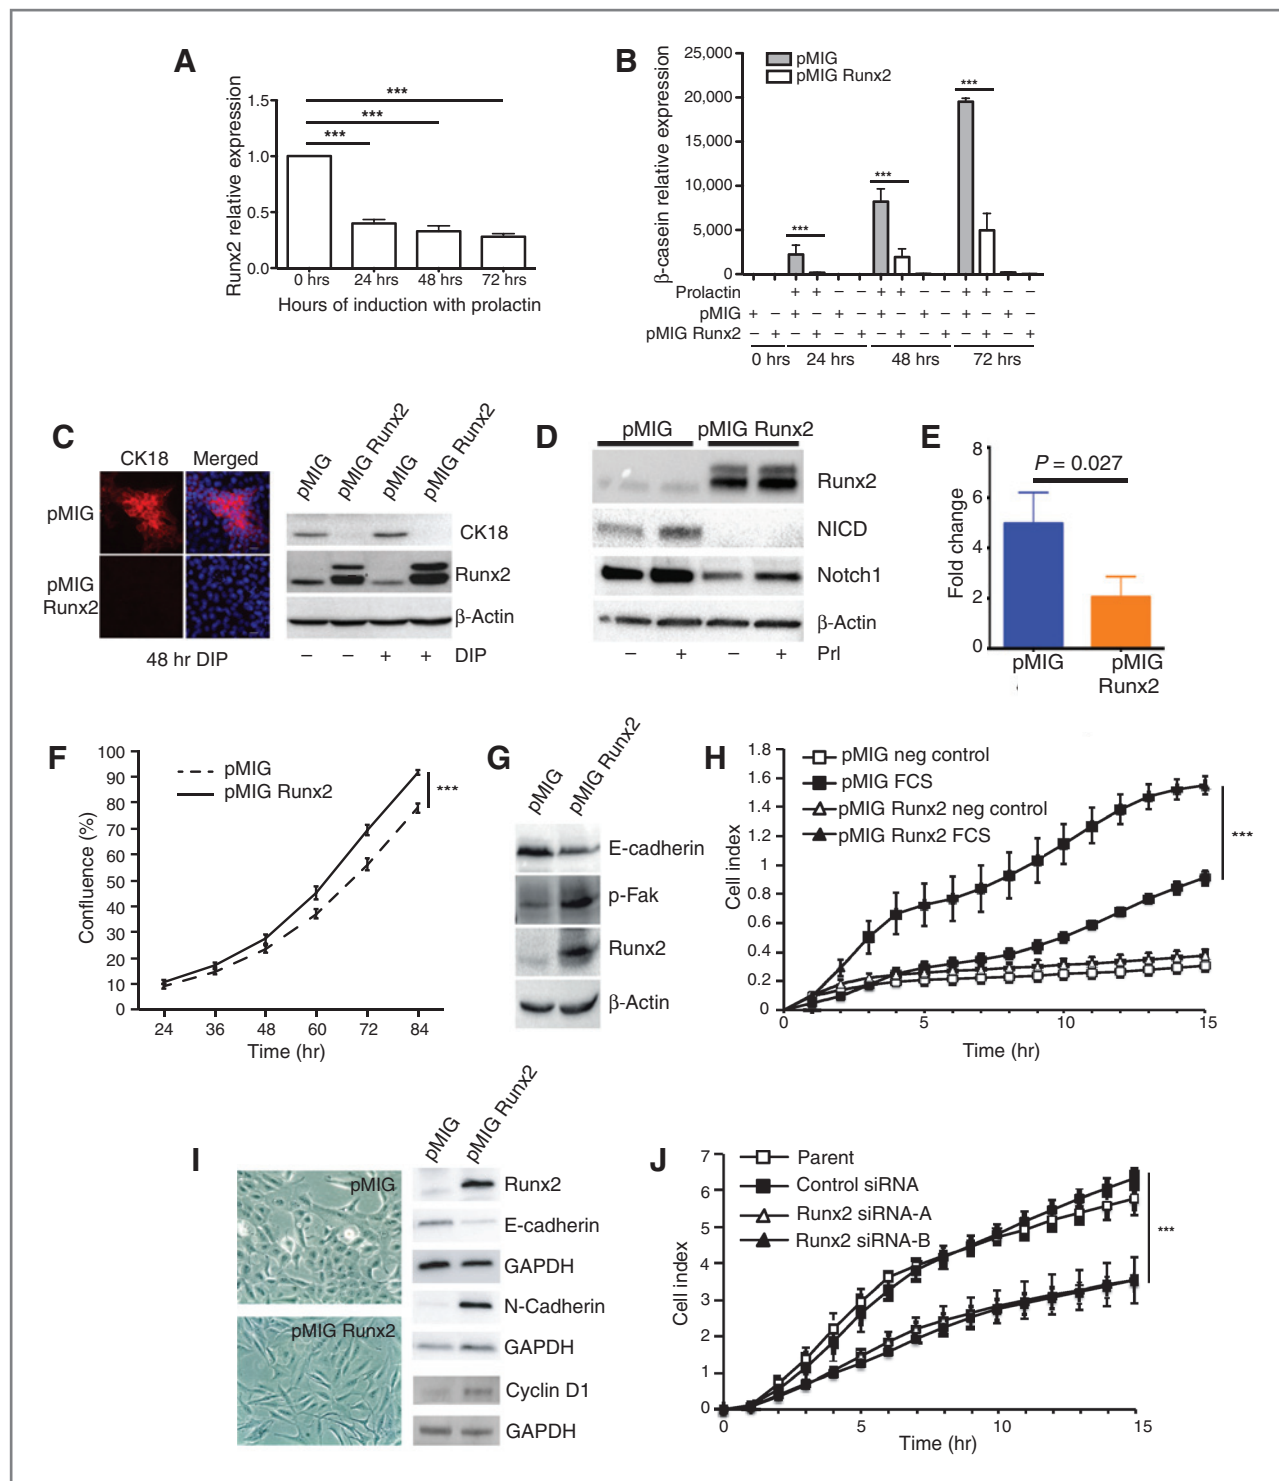 A
1.5
1.0
0.5
0.0
Runx2 relative expression
***
***
***
0 hrs 24 hrs 48 hrs 72 hrs
Hours of induction with prolactin
B
25,000
20,000
15,000
10,000
5,000
0
β-casein relative expression
pMIG
pMIG Runx2
***
***
***
Prolactin – – + + – – + + – – + + – –
pMIG + – + – + – + – + – + – + –
pMIG Runx2 – + – + – + – + – + – + – +
0 hrs 24 hrs 48 hrs 72 hrs
C
CK18 Merged
pMIG
pMIG
Runx2
48 hr DIP
pMIG pMIG Runx2 pMIG pMIG Runx2
CK18
Runx2
β-Actin
– – + + DIP
D
pMIG pMIG Runx2
Runx2
NICD
Notch1
β-Actin
– + – + Prl
E
8
6
4
2
0
Fold change
P = 0.027
pMIG pMIG
Runx2
F
100
90
80
70
60
50
40
30
20
10
0
Confluence (%)
pMIG
pMIG Runx2
***
24 36 48 60 72 84
Time (hr)
G
pMIG pMIG Runx2
E-cadherin
p-Fak
Runx2
β-Actin
H
1.8
1.6
1.4
1.2
1
0.8
0.6
0.4
0.2
0
Cell index
pMIG neg control
pMIG FCS
pMIG Runx2 neg control
pMIG Runx2 FCS
***
0 5 10 15
Time (hr)
I
pMIG
pMIG Runx2
pMIG pMIG Runx2
Runx2
E-cadherin
GAPDH
N-Cadherin
GAPDH
Cyclin D1
GAPDH
J
7
6
5
4
3
2
1
0
Cell index
Parent
Control siRNA
Runx2 siRNA-A
Runx2 siRNA-B
***
0 5 10 15
Time (hr)